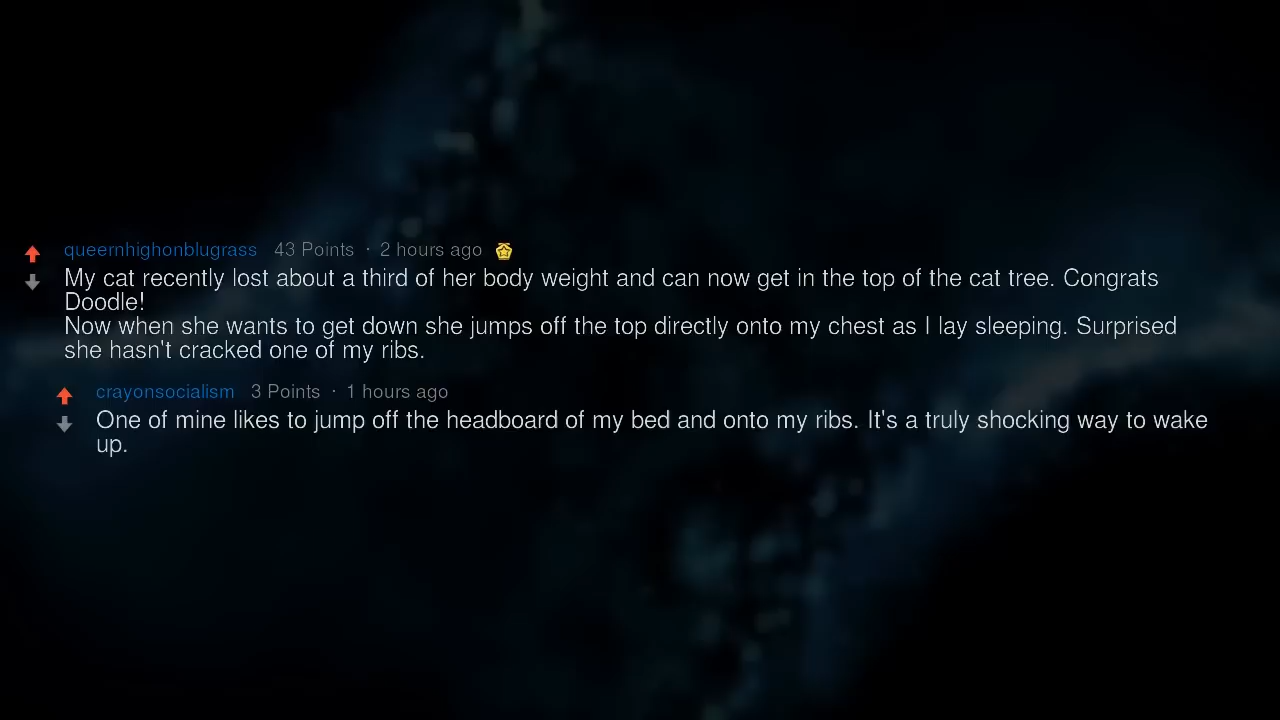 queernhighonblugrass 43 Points · 2 hours ago
My cat recently lost about a third of her body weight and can now get in the top of the cat tree. Congrats
Doodle!
Now when she wants to get down she jumps off the top directly onto my chest as I lay sleeping. Surprised
she hasn't cracked one of my ribs.
crayonsocialism 3 Points · 1 hours ago
One of mine likes to jump off the headboard of my bed and onto my ribs. It's a truly shocking way to wake
up.